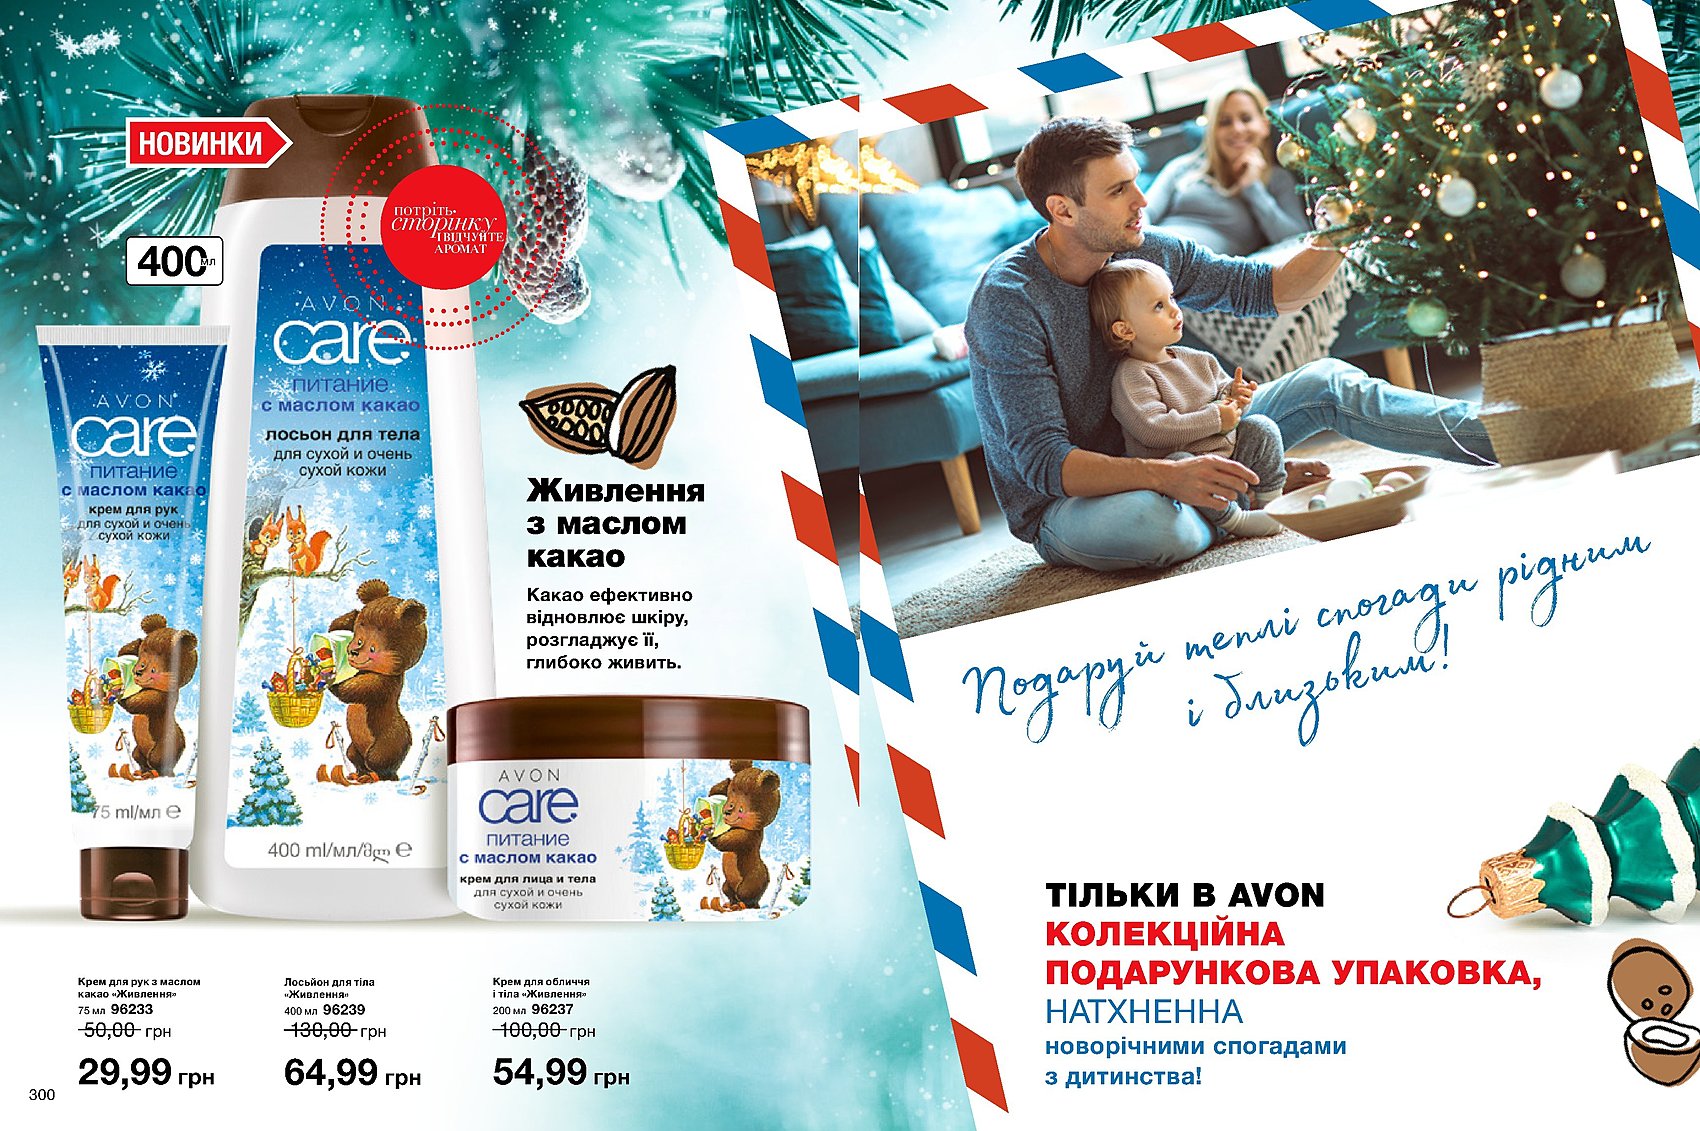 НОВИНКИ
400 мл
ПОТРІТЬ
СТОРІНКУ
І ВІДЧУЙТЕ
АРОМАТ
AVON
care
питание
с маслом какао
лосьон для тела
для сухой и очень
сухой кожи
400 ml/мл/მლ ℮
AVON
care
питание
с маслом какао
крем для рук
для сухой и очень
сухой кожи
75 ml/мл ℮
AVON
care
питание
с маслом какао
крем для лица и тела
для сухой и очень
сухой кожи
Живлення
з маслом
какао
Какао ефективно
відновлює шкіру,
розгладжує її,
глибоко живить.
Подаруй теплі спогади рідним
і близьким!
ТІЛЬКИ В AVON
КОЛЕКЦІЙНА
ПОДАРУНКОВА УПАКОВКА,
НАТХНЕННА
новорічними спогадами
з дитинства!
Крем для рук з маслом
какао «Живлення»
75 мл 96233
50,00 грн
29,99 грн
Лосьйон для тіла
«Живлення»
400 мл 96239
130,00 грн
64,99 грн
Крем для обличчя
і тіла «Живлення»
200 мл 96237
100,00 грн
54,99 грн
300